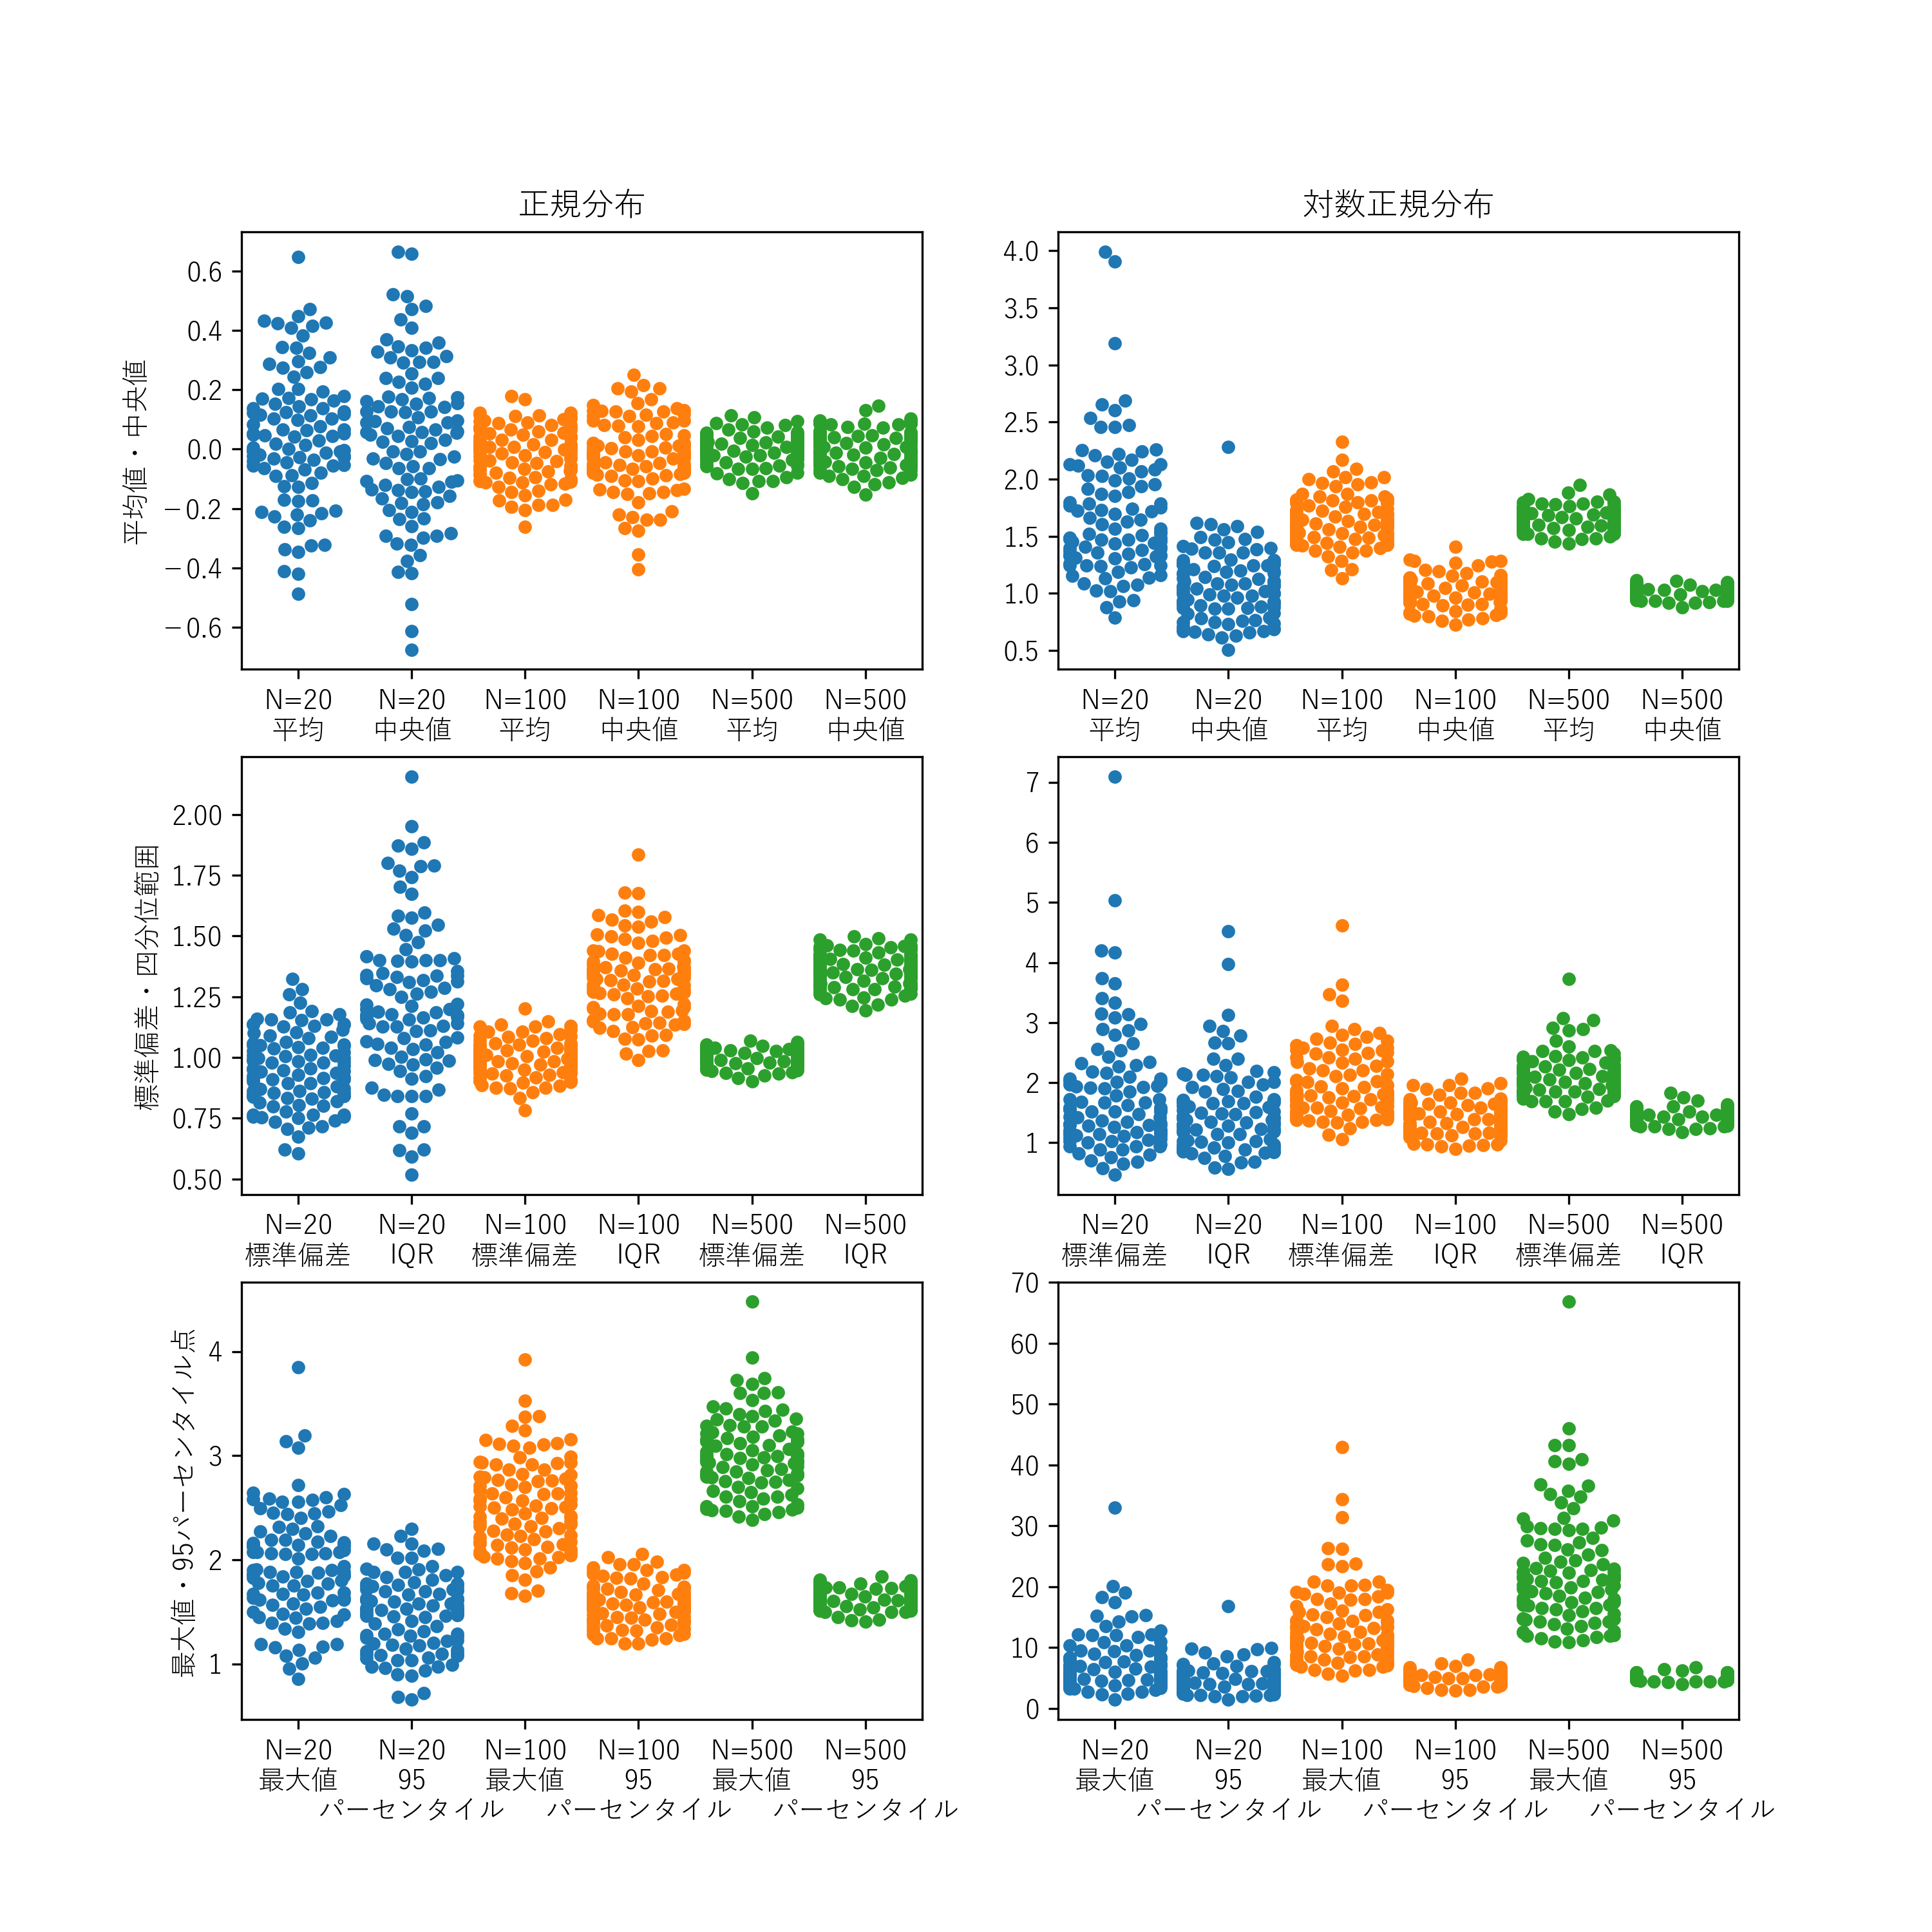 正規分布
対数正規分布
平均値・中央値
0.6
0.4
0.2
0.0
−0.2
−0.4
−0.6
N=20
平均
N=20
中央値
N=100
平均
N=100
中央値
N=500
平均
N=500
中央値
4.0
3.5
3.0
2.5
2.0
1.5
1.0
0.5
N=20
平均
N=20
中央値
N=100
平均
N=100
中央値
N=500
平均
N=500
中央値
標準偏差・四分位範囲
2.00
1.75
1.50
1.25
1.00
0.75
0.50
N=20
標準偏差
N=20
IQR
N=100
標準偏差
N=100
IQR
N=500
標準偏差
N=500
IQR
7
6
5
4
3
2
1
N=20
標準偏差
N=20
IQR
N=100
標準偏差
N=100
IQR
N=500
標準偏差
N=500
IQR
最大値・95パーセンタイル点
4
3
2
1
N=20
最大値
N=20
95
パーセンタイル
N=100
最大値
N=100
95
パーセンタイル
N=500
最大値
N=500
95
パーセンタイル
70
60
50
40
30
20
10
0
N=20
最大値
N=20
95
パーセンタイル
N=100
最大値
N=100
95
パーセンタイル
N=500
最大値
N=500
95
パーセンタイル